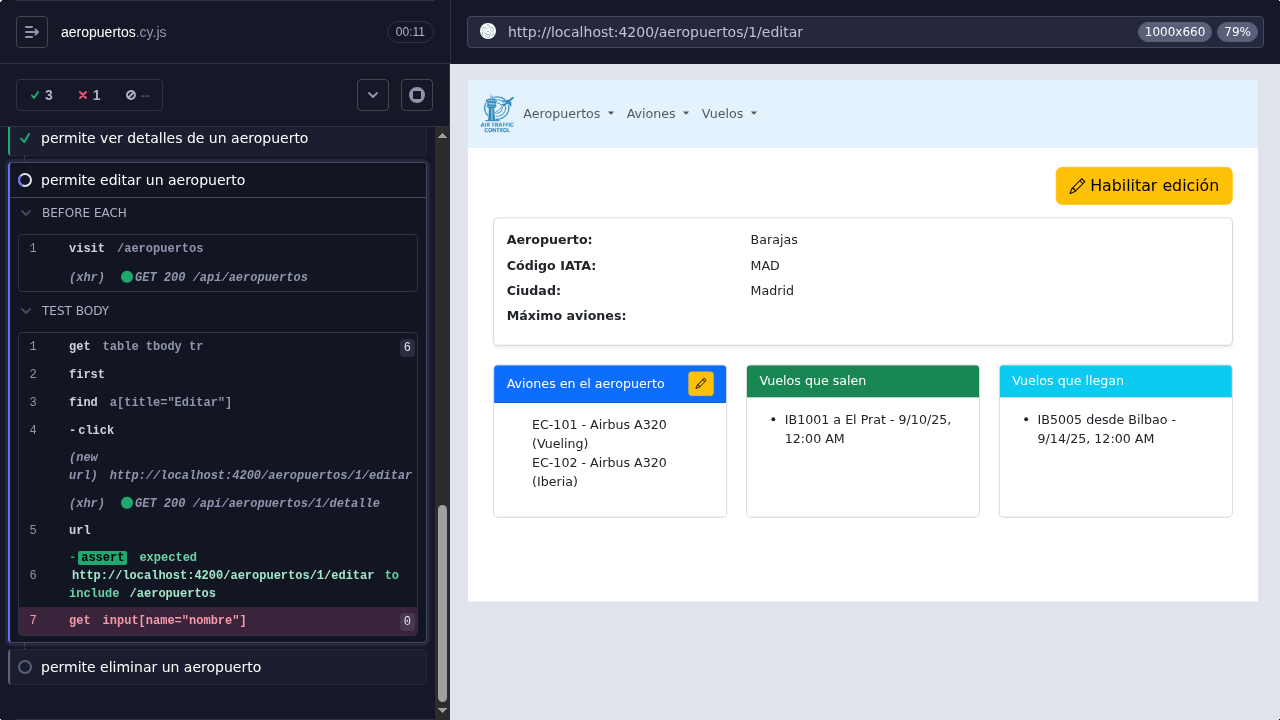 aeropuertos.cy.js
00:11
3
1
--
permite ver detalles de un aeropuerto
permite editar un aeropuerto
BEFORE EACH
1 visit /aeropuertos
(xhr) GET 200 /api/aeropuertos
TEST BODY
1 get table tbody tr 6
2 first
3 find a[title="Editar"]
4 -click
(new
url) http://localhost:4200/aeropuertos/1/editar
(xhr) GET 200 /api/aeropuertos/1/detalle
5 url
-assert expected
6 http://localhost:4200/aeropuertos/1/editar to
include /aeropuertos
7 get input[name="nombre"] 0
permite eliminar un aeropuerto
http://localhost:4200/aeropuertos/1/editar
1000x660
79%
AIR TRAFFIC
CONTROL
Aeropuertos
Aviones
Vuelos
Habilitar edición
Aeropuerto: Barajas
Código IATA: MAD
Ciudad: Madrid
Máximo aviones:
Aviones en el aeropuerto
EC-101 - Airbus A320
(Vueling)
EC-102 - Airbus A320
(Iberia)
Vuelos que salen
• IB1001 a El Prat - 9/10/25,
12:00 AM
Vuelos que llegan
• IB5005 desde Bilbao -
9/14/25, 12:00 AM